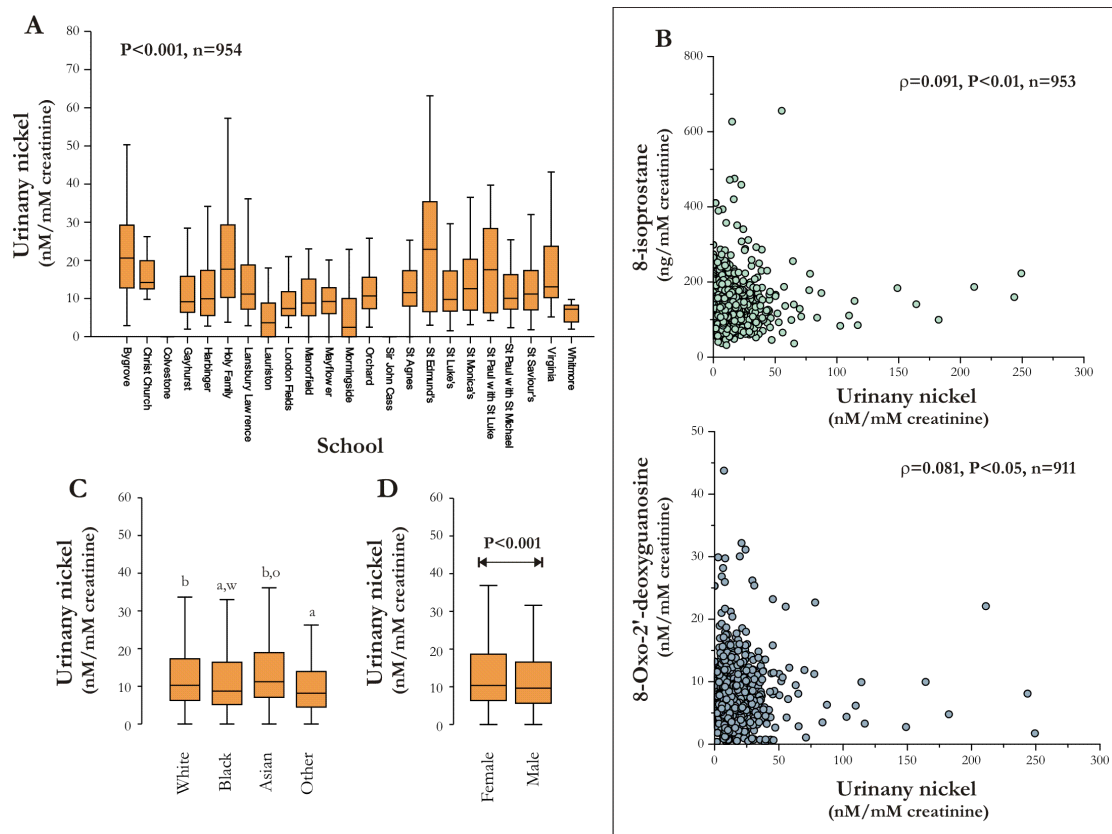 A
P<0.001, n=954
Urinany nickel
(nM/mM creatinine)
80
70
60
50
40
30
20
10
0
Bygrove
Christ Church
Colvestone
Gayhurst
Harbinger
Holy Family
Lansbury Lawrence
Lauriston
London Fields
Manorfield
Mayflower
Morningside
Orchard
Sir John Cass
St Agnes
St Edmund's
St Luke's
St Monica's
St Paul with St Luke
St Paul with St Michael
St Saviour's
Virginia
Whitmore
School
B
ρ=0.091, P<0.01, n=953
8-isoprostane
(ng/mM creatinine)
800
600
400
200
0
0
50
100
150
200
250
300
Urinany nickel
(nM/mM creatinine)
ρ=0.081, P<0.05, n=911
8-Oxo-2'-deoxyguanosine
(nM/mM creatinine)
50
40
30
20
10
0
0
50
100
150
200
250
300
Urinany nickel
(nM/mM creatinine)
C
Urinany nickel
(nM/mM creatinine)
60
50
40
30
20
10
0
b
a,w
b,o
a
White
Black
Asian
Other
D
P<0.001
Urinany nickel
(nM/mM creatinine)
60
50
40
30
20
10
0
Female
Male